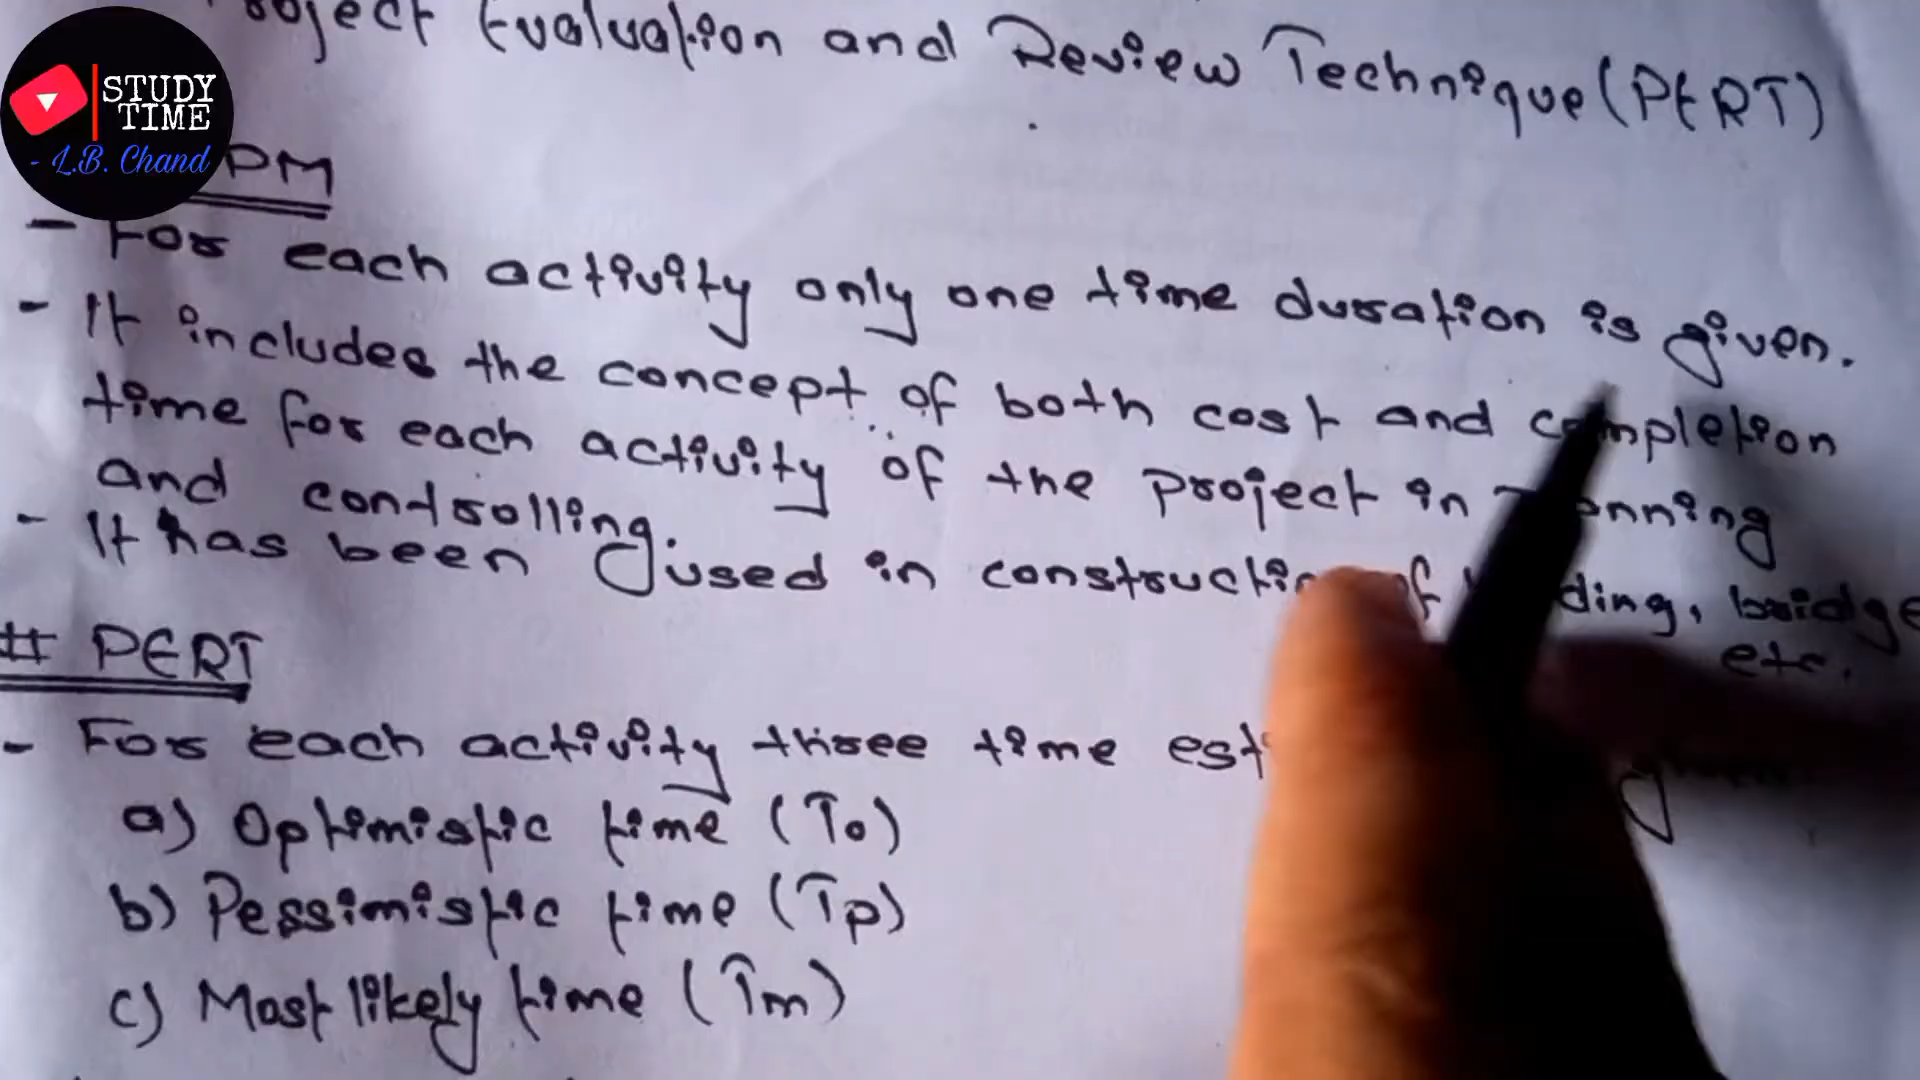 Project Evaluation and Review Technique (PERT)
STUDY
TIME
- L.B. Chand
PM
- For each activity only one time duration is given.
- It includes the concept of both cost and completion
time for each activity of the project in
and controlling.
- It has been used in construction of bridge
etc.
# PERT
- For each activity three time
a) Optimistic time (To)
b) Pessimistic time (Tp)
c) Most likely time (Tm)